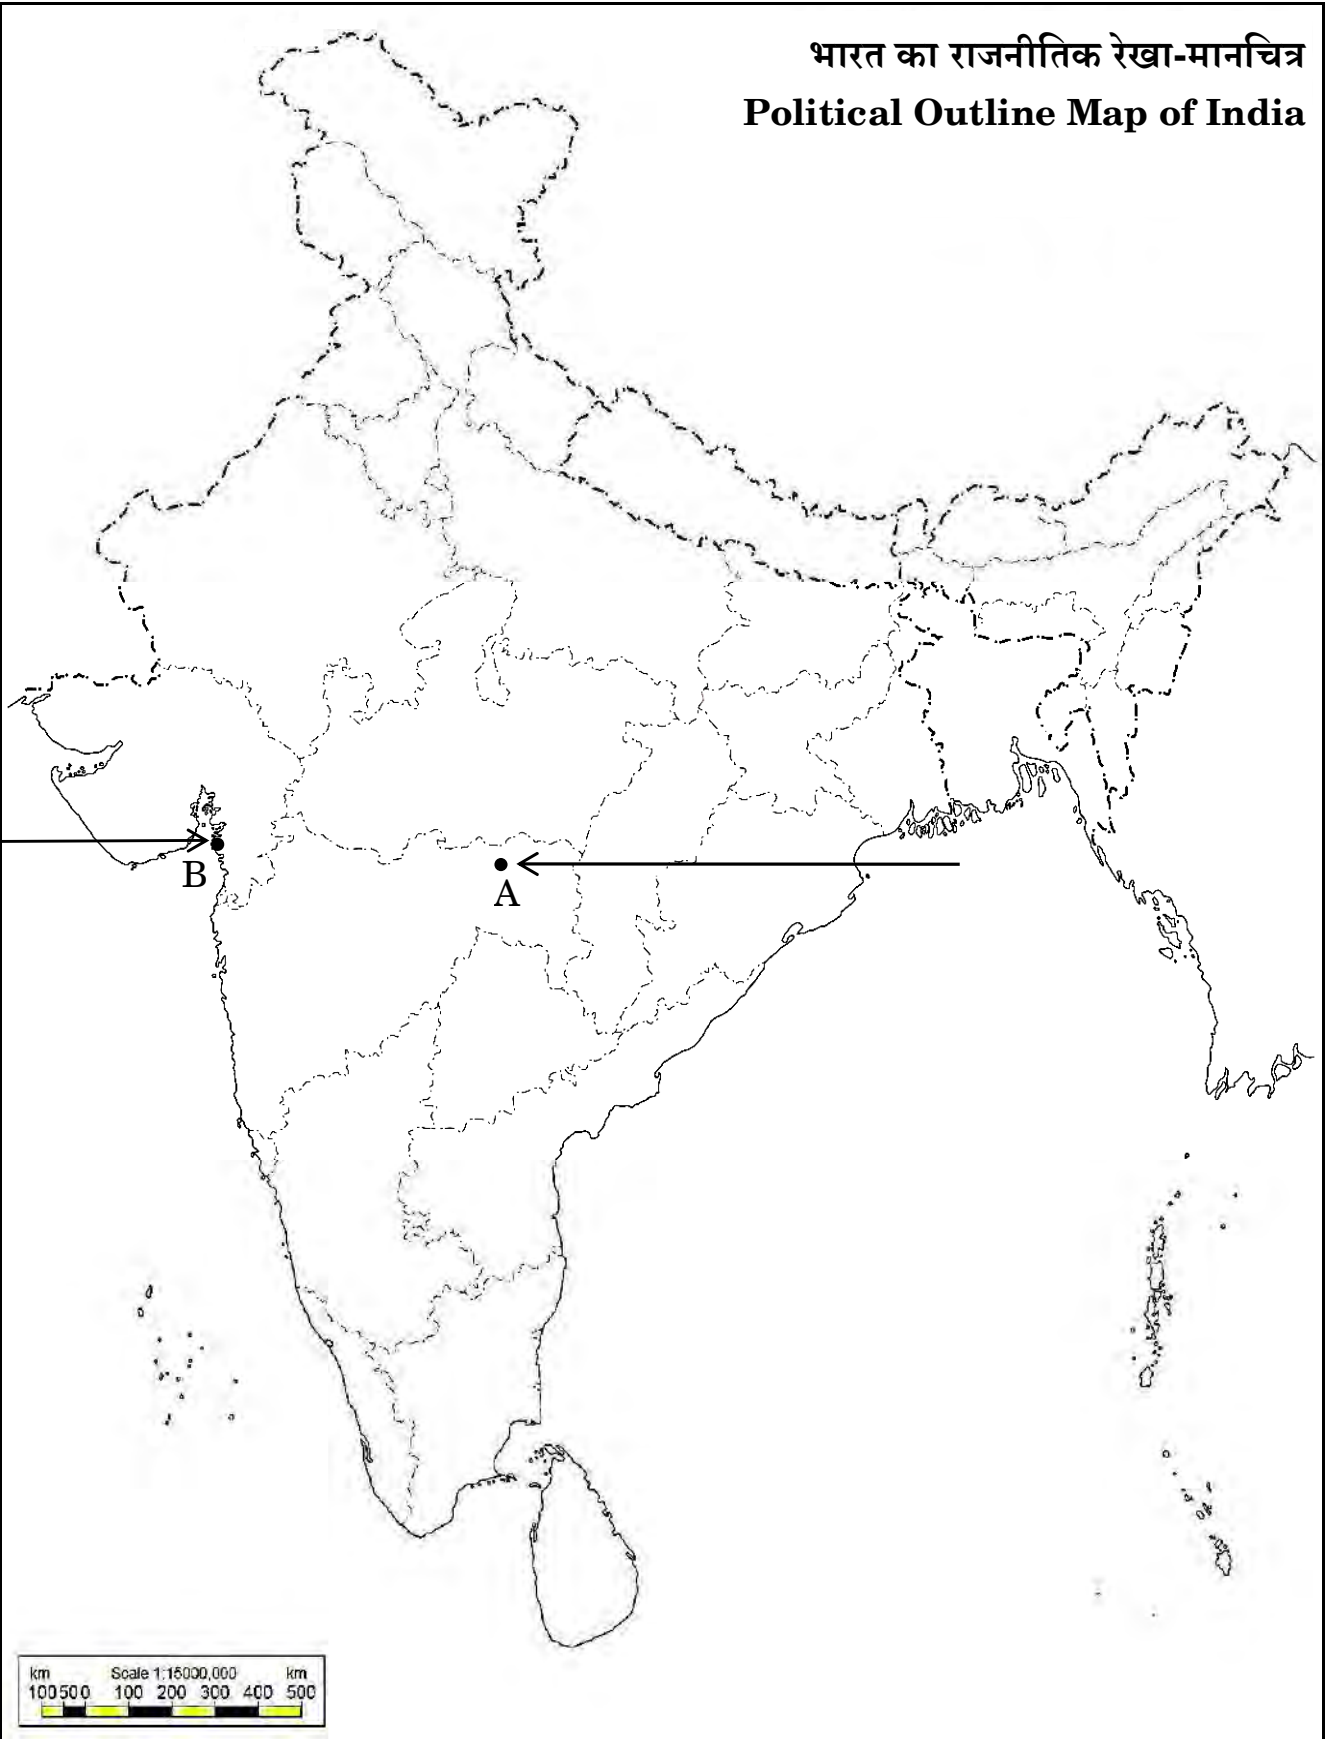 भारत का राजनीतिक रेखा-मानचित्र
Political Outline Map of India
B
A
km Scale 1:15000,000 km
100 50 0 100 200 300 400 500